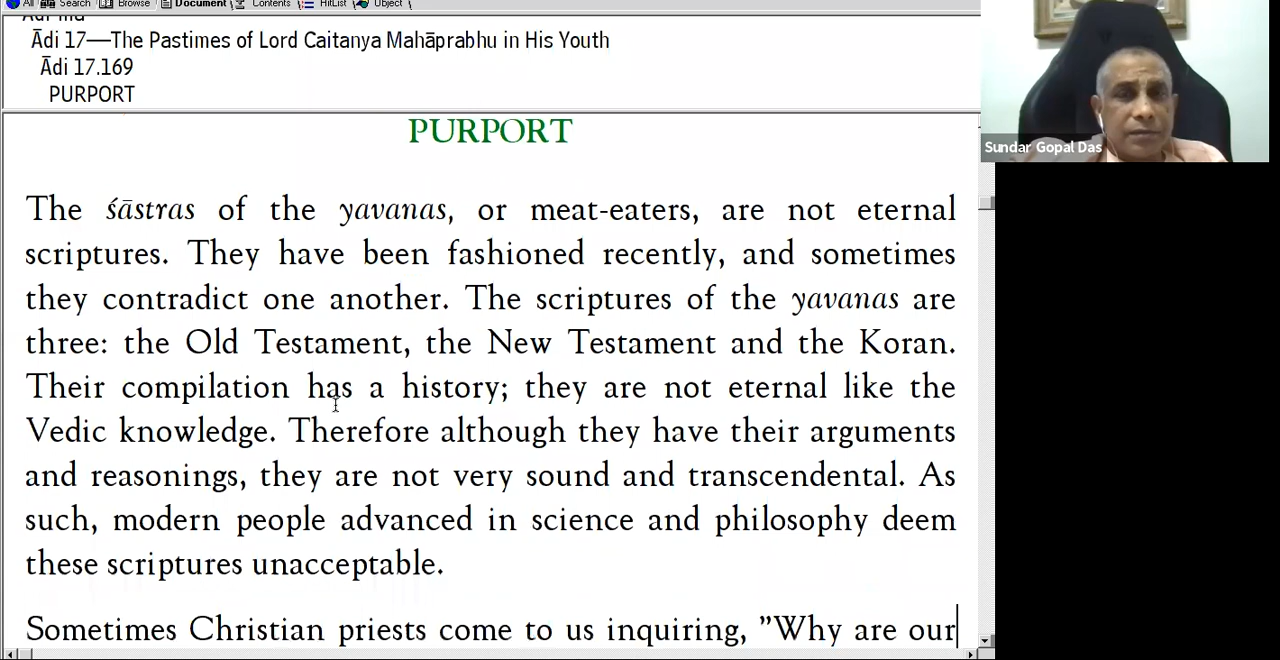 All Search Browse Document Contents HitList Object
Ādi līlā
Ādi 17—The Pastimes of Lord Caitanya Mahāprabhu in His Youth
Ādi 17.169
PURPORT
PURPORT
The śāstras of the yavanas, or meat-eaters, are not eternal
scriptures. They have been fashioned recently, and sometimes
they contradict one another. The scriptures of the yavanas are
three: the Old Testament, the New Testament and the Koran.
Their compilation has a history; they are not eternal like the
Vedic knowledge. Therefore although they have their arguments
and reasonings, they are not very sound and transcendental. As
such, modern people advanced in science and philosophy deem
these scriptures unacceptable.
Sometimes Christian priests come to us inquiring, ”Why are our
Sundar Gopal Das